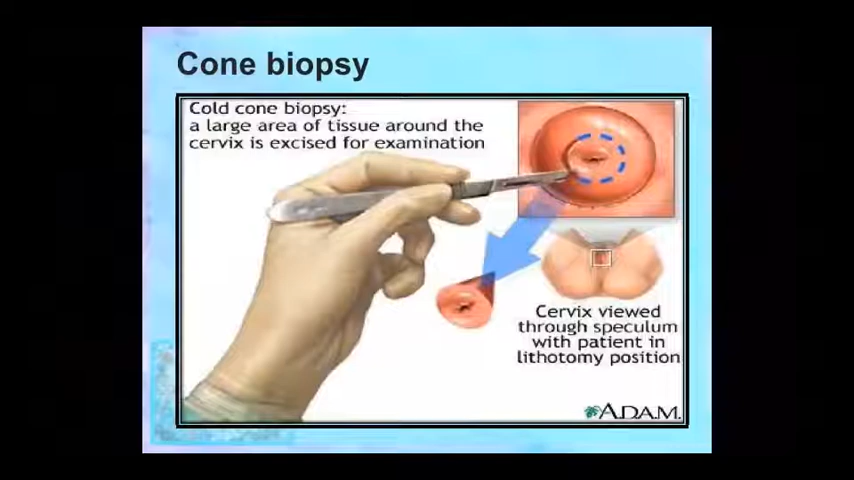 Cone biopsy
Cold cone biopsy:
a large area of tissue around the
cervix is excised for examination
Cervix viewed
through speculum
with patient in
lithotomy position
A.D.A.M.